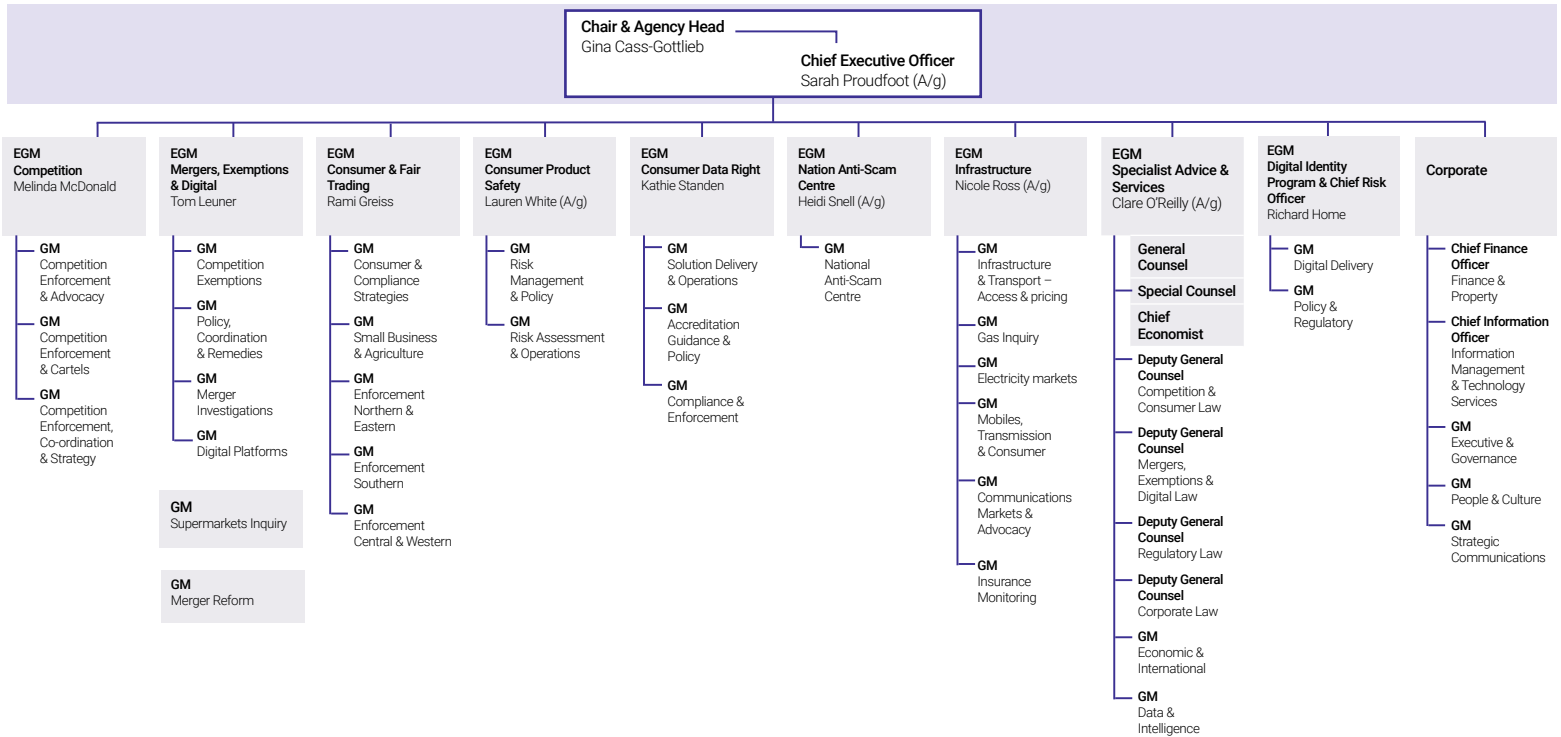 Chair & Agency Head
Gina Cass-Gottlieb
Chief Executive Officer
Sarah Proudfoot (A/g)
EGM
Competition
Melinda McDonald
GM
Competition
Enforcement
& Advocacy
GM
Competition
Enforcement
& Cartels
GM
Competition
Enforcement,
Co-ordination
& Strategy
EGM
Mergers, Exemptions
& Digital
Tom Leuner
GM
Competition
Exemptions
GM
Policy,
Coordination
& Remedies
GM
Merger
Investigations
GM
Digital Platforms
GM
Supermarkets Inquiry
GM
Merger Reform
EGM
Consumer & Fair
Trading
Rami Greiss
GM
Consumer &
Compliance
Strategies
GM
Small Business
& Agriculture
GM
Enforcement
Northern &
Eastern
GM
Enforcement
Southern
GM
Enforcement
Central & Western
EGM
Consumer Product
Safety
Lauren White (A/g)
GM
Risk
Management
& Policy
GM
Risk Assessment
& Operations
EGM
Consumer Data Right
Kathie Standen
GM
Solution Delivery
& Operations
GM
Accreditation
Guidance &
Policy
GM
Compliance &
Enforcement
EGM
Nation Anti-Scam
Centre
Heidi Snell (A/g)
GM
National
Anti-Scam
Centre
EGM
Infrastructure
Nicole Ross (A/g)
GM
Infrastructure
& Transport –
Access & pricing
GM
Gas Inquiry
GM
Electricity markets
GM
Mobiles,
Transmission
& Consumer
GM
Communications
Markets &
Advocacy
GM
Insurance
Monitoring
EGM
Specialist Advice &
Services
Clare O'Reilly (A/g)
General
Counsel
Special Counsel
Chief
Economist
Deputy General
Counsel
Competition &
Consumer Law
Deputy General
Counsel
Mergers,
Exemptions &
Digital Law
Deputy General
Counsel
Regulatory Law
Deputy General
Counsel
Corporate Law
GM
Economic &
International
GM
Data &
Intelligence
EGM
Digital Identity
Program & Chief Risk
Officer
Richard Home
GM
Digital Delivery
GM
Policy &
Regulatory
Corporate
Chief Finance
Officer
Finance &
Property
Chief Information
Officer
Information
Management
& Technology
Services
GM
Executive &
Governance
GM
People & Culture
GM
Strategic
Communications